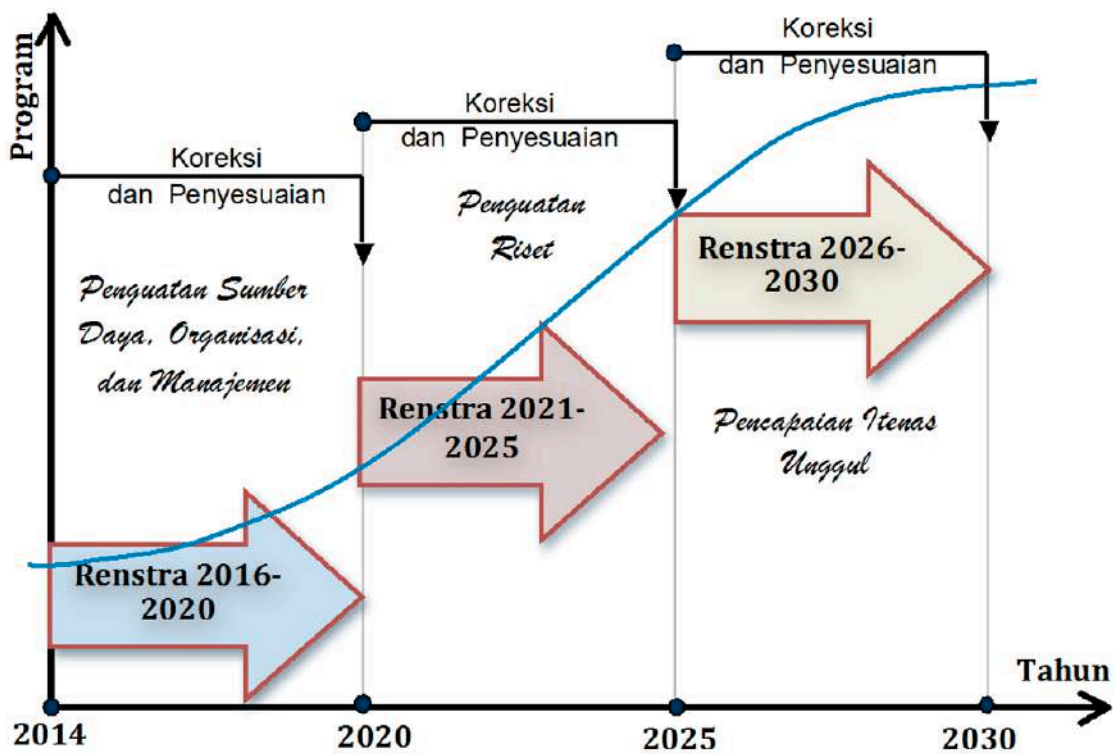 Program
Koreksi
dan Penyesuaian
Koreksi
dan Penyesuaian
Koreksi
dan Penyesuaian
Penguatan Sumber
Daya, Organisasi,
dan Manajemen
Penguatan
Riset
Renstra 2026-
2030
Renstra 2021-
2025
Pencapaian Itenas
Unggul
Renstra 2016-
2020
Tahun
2014
2020
2025
2030